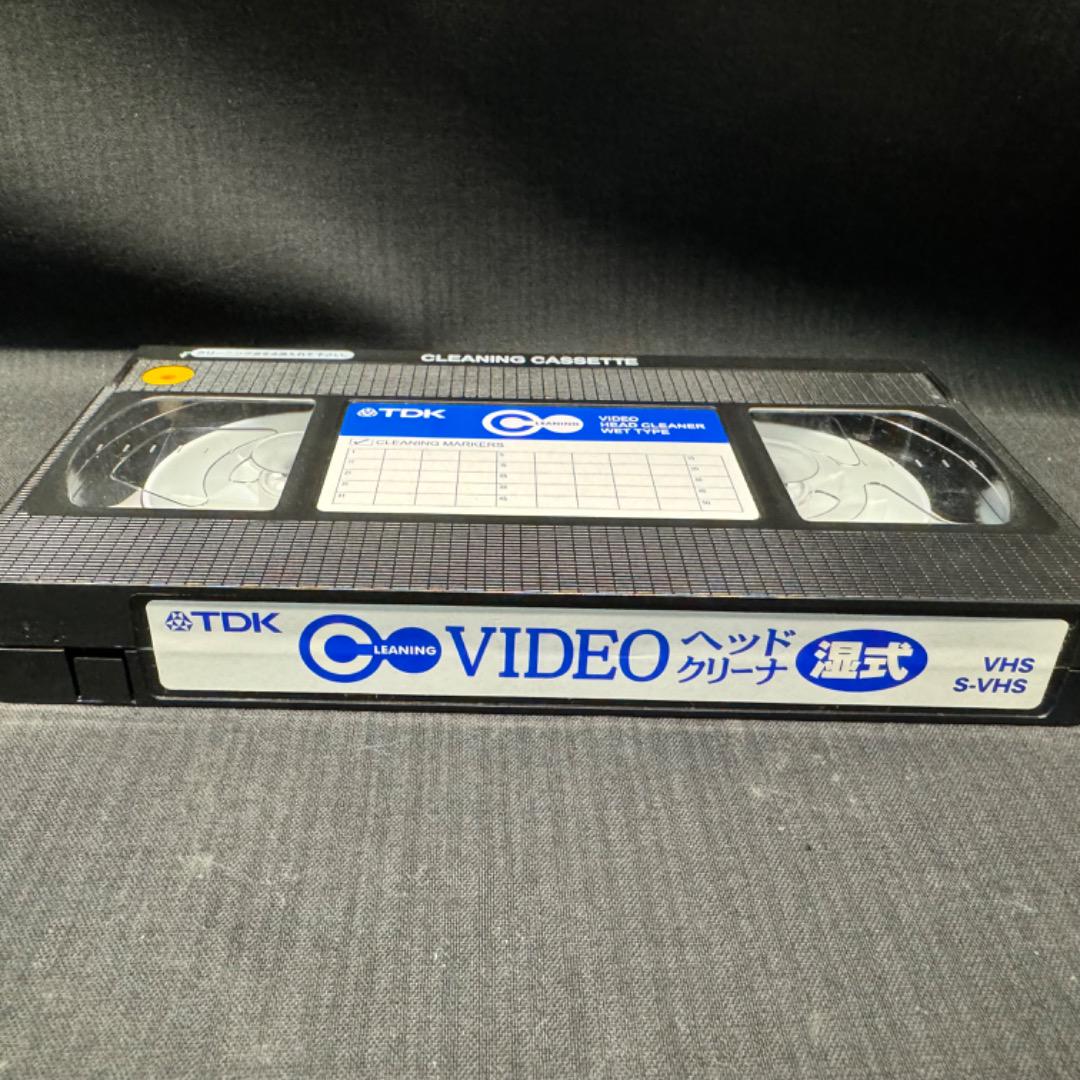 CLEANING CASSETTE
TDK
CLEANING
VIDEO
HEAD CLEANER
WET TYPE
CLEANING MARKERS
TDK
CLEANING
VIDEO
ヘッド
クリーナ
湿式
VHS
S-VHS